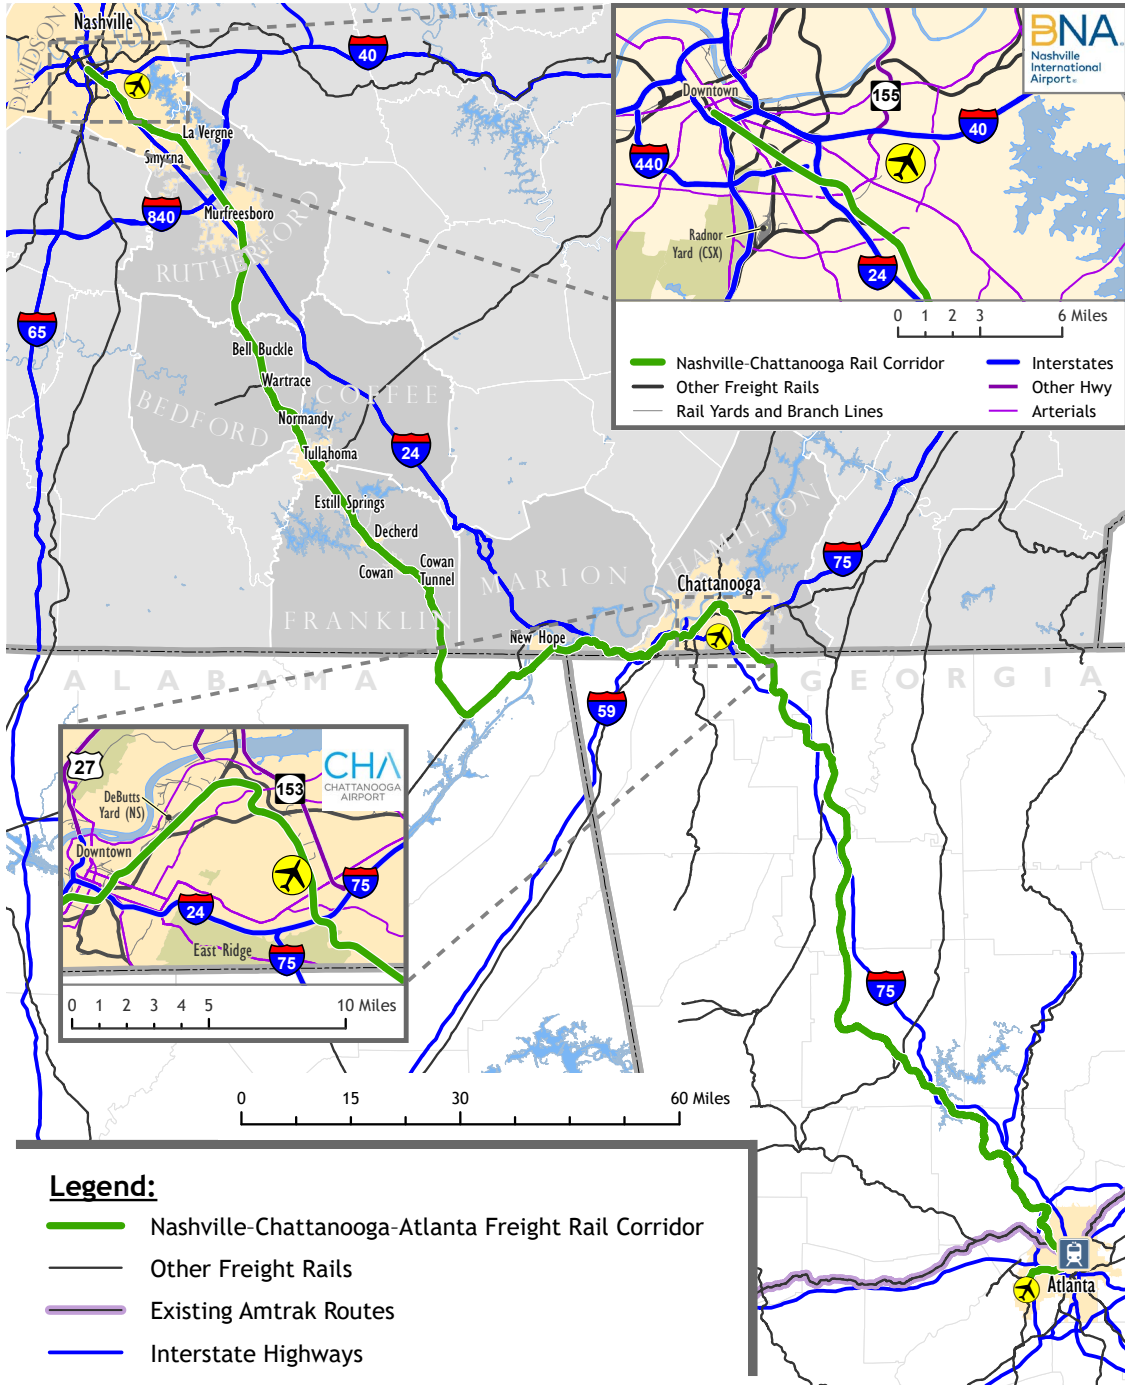 Nashville
DAVIDSON
40
La Vergne
Smyrna
840
Murfreesboro
RUTHERFORD
65
Bell Buckle
Wartrace
COFFEE
BEDFORD
Normandy
24
Tullahoma
Estill Springs
Decherd
Cowan
Tunnel
Cowan
MARION
HAMILTON
75
Chattanooga
FRANKLIN
New Hope
ALABAMA
GEORGIA
59
75
Atlanta
BNA
Nashville
International
Airport
Downtown
155
40
440
Radnor
Yard (CSX)
24
0 1 2 3 6 Miles
Nashville-Chattanooga Rail Corridor
Other Freight Rails
Rail Yards and Branch Lines
Interstates
Other Hwy
Arterials
CHA
CHATTANOOGA
AIRPORT
27
153
DeButts
Yard (NS)
Downtown
75
24
East Ridge
75
0 1 2 3 4 5 10 Miles
0 15 30 60 Miles
Legend:
Nashville-Chattanooga-Atlanta Freight Rail Corridor
Other Freight Rails
Existing Amtrak Routes
Interstate Highways